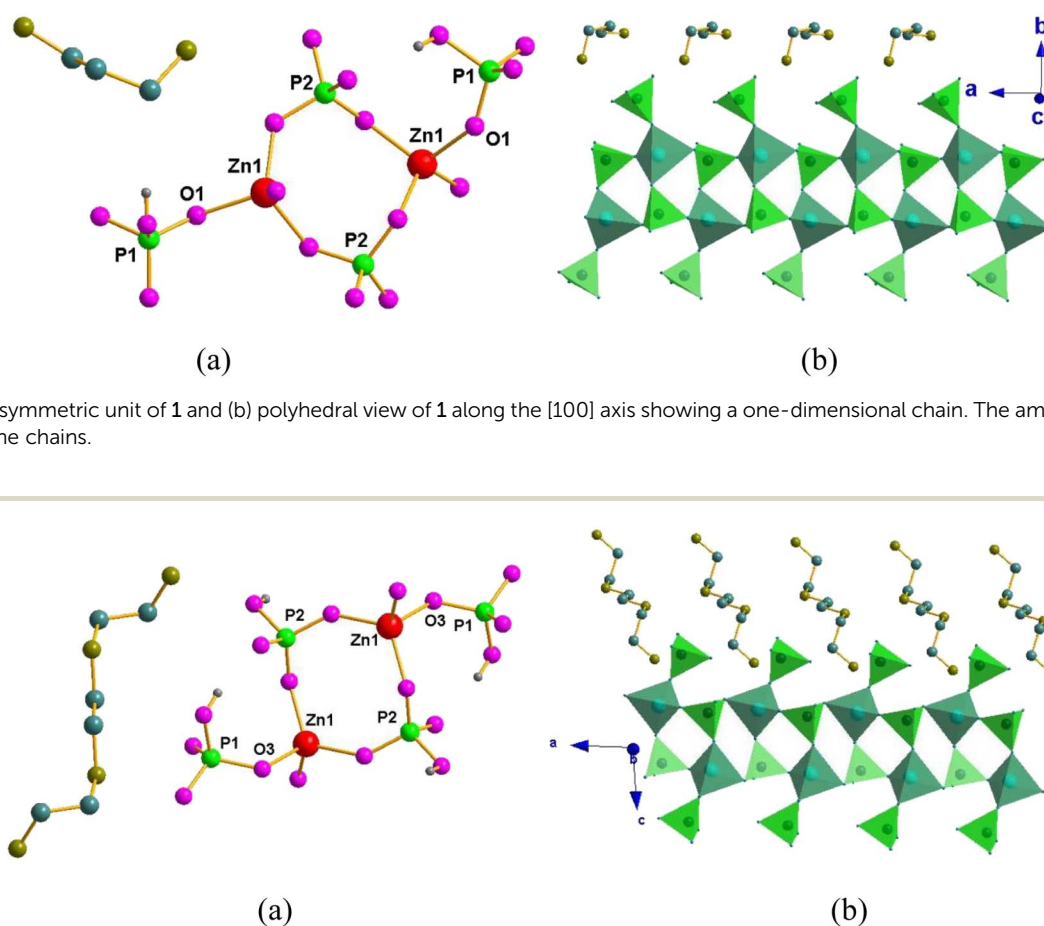 P2
P1
O1
Zn1
Zn1
O1
P2
P1
b
a
c
(a)
(b)
symmetric unit of 1 and (b) polyhedral view of 1 along the [100] axis showing a one-dimensional chain. The am
ne chains.
P2
Zn1
O3
P1
Zn1
P2
P1
O3
a
b
c
(a)
(b)